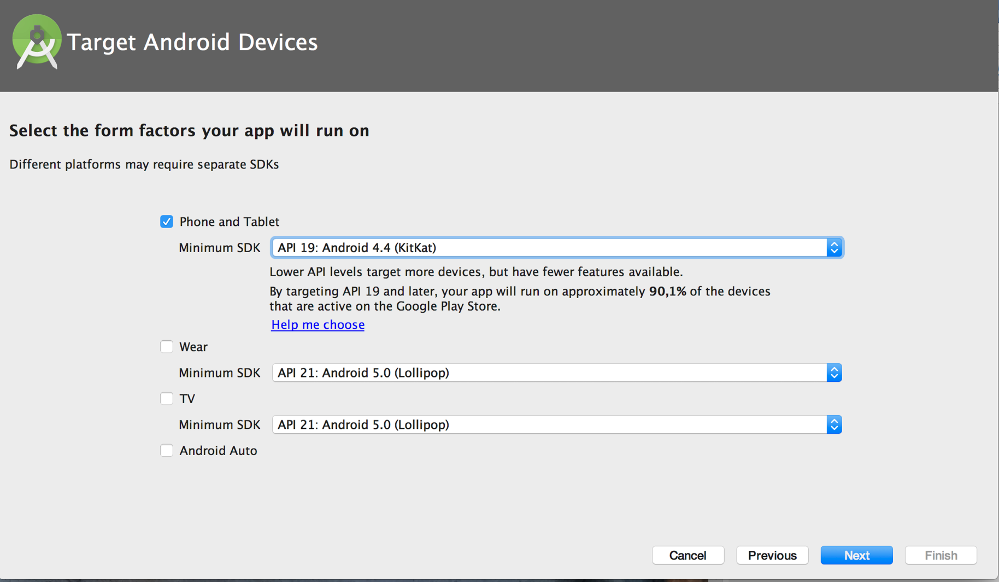 Target Android Devices
Select the form factors your app will run on
Different platforms may require separate SDKs
Phone and Tablet
Minimum SDK API 19: Android 4.4 (KitKat)
Lower API levels target more devices, but have fewer features available.
By targeting API 19 and later, your app will run on approximately 90,1% of the devices
that are active on the Google Play Store.
Help me choose
Wear
Minimum SDK API 21: Android 5.0 (Lollipop)
TV
Minimum SDK API 21: Android 5.0 (Lollipop)
Android Auto
Cancel Previous Next Finish